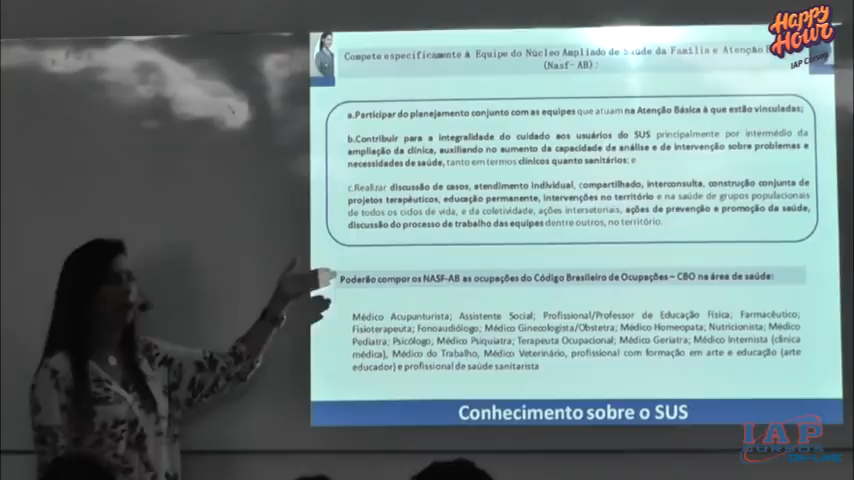 HAPPY
HOUR
IAP Cursos
Compete especificamente à Equipe do Núcleo Ampliado de Saúde da Família e Atenção
(Nasf-AB):
a.Participar do planejamento conjunto com as equipes que atuam na Atenção Básica à que estão vinculadas;
b.Contribuir para a integralidade do cuidado aos usuários do SUS principalmente por intermédio da
ampliação da clínica, auxiliando no aumento da capacidade de análise e de intervenção sobre problemas e
necessidades de saúde, tanto em termos clínicos quanto sanitários; e
c.Realizar discussão de casos, atendimento individual, compartilhado, interconsulta, construção conjunta de
projetos terapêuticos, educação permanente, intervenções no território e na saúde de grupos populacionais
de todos os ciclos de vida, e da coletividade, ações intersetoriais, ações de prevenção e promoção da saúde,
discussão do processo de trabalho das equipes dentre outros, no território.
Poderão compor os NASF-AB as ocupações do Código Brasileiro de Ocupações – CBO na área de saúde:
Médico Acupunturista; Assistente Social; Profissional/Professor de Educação Física; Farmacêutico;
Fisioterapeuta; Fonoaudiólogo; Médico Ginecologista/Obstetra; Médico Homeopata; Nutricionista; Médico
Pediatra; Psicólogo; Médico Psiquiatra; Terapeuta Ocupacional; Médico Geriatra; Médico Internista (clínica
médica), Médico do Trabalho, Médico Veterinário, profissional com formação em arte e educação (arte
educador) e profissional de saúde sanitarista
Conhecimento sobre o SUS
IAP
CURSOS
ON-LINE